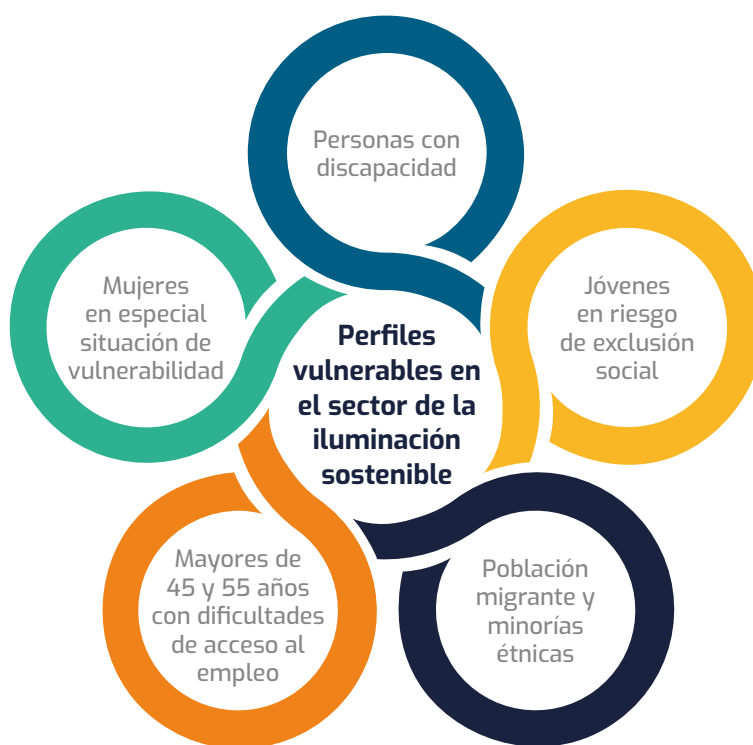 Personas con
discapacidad
Mujeres
en especial
situación de
vulnerabilidad
Jóvenes
en riesgo
de exclusión
social
Perfiles
vulnerables en
el sector de la
iluminación
sostenible
Mayores de
45 y 55 años
con dificultades
de acceso al
empleo
Población
migrante y
minorías
étnicas